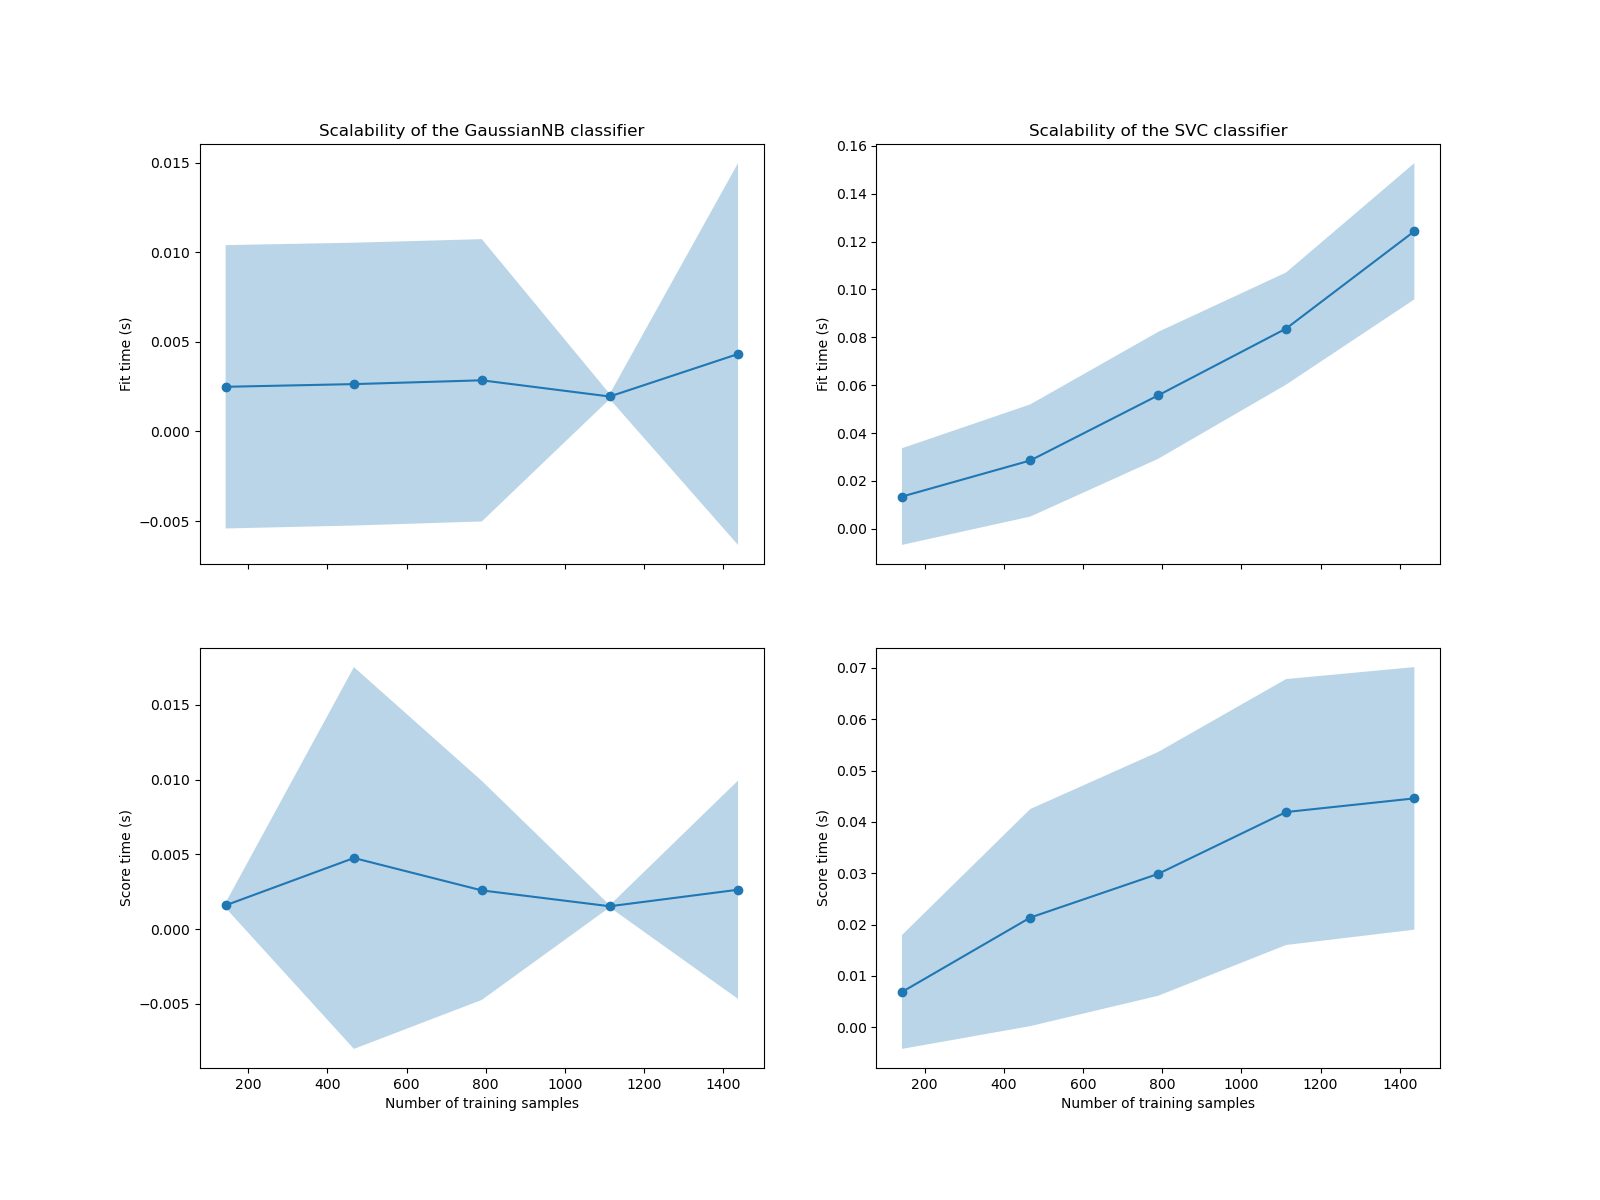 Scalability of the GaussianNB classifier
0.015
0.010
0.005
0.000
−0.005
Fit time (s)
Scalability of the SVC classifier
0.16
0.14
0.12
0.10
0.08
0.06
0.04
0.02
0.00
Fit time (s)
0.015
0.010
0.005
0.000
−0.005
Score time (s)
200 400 600 800 1000 1200 1400
Number of training samples
0.07
0.06
0.05
0.04
0.03
0.02
0.01
0.00
Score time (s)
200 400 600 800 1000 1200 1400
Number of training samples